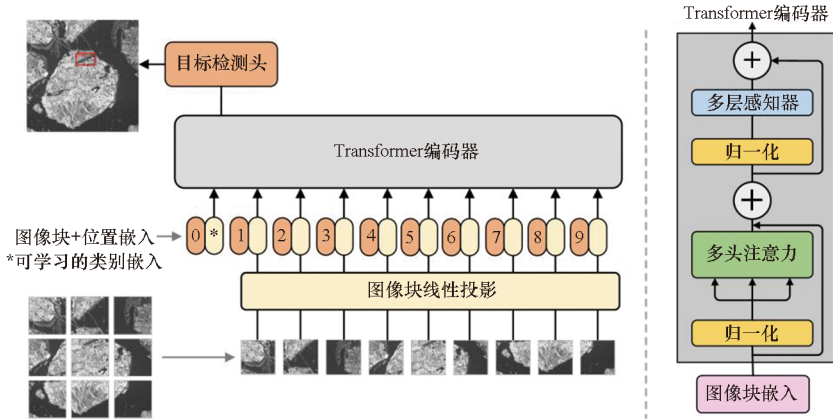 目标检测头
Transformer编码器
0 * 1 2 3 4 5 6 7 8 9
图像块+位置嵌入
*可学习的类别嵌入
图像块线性投影
Transformer编码器
+
多层感知器
归一化
+
多头注意力
归一化
图像块嵌入